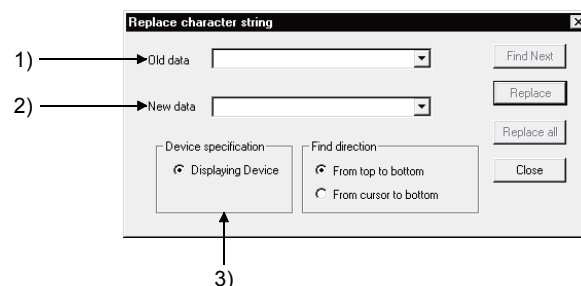 Replace character string
1) Old data
Find Next
2) New data
Replace
Replace all
Device specification
Displaying Device
Find direction
From top to bottom
From cursor to bottom
Close
3)